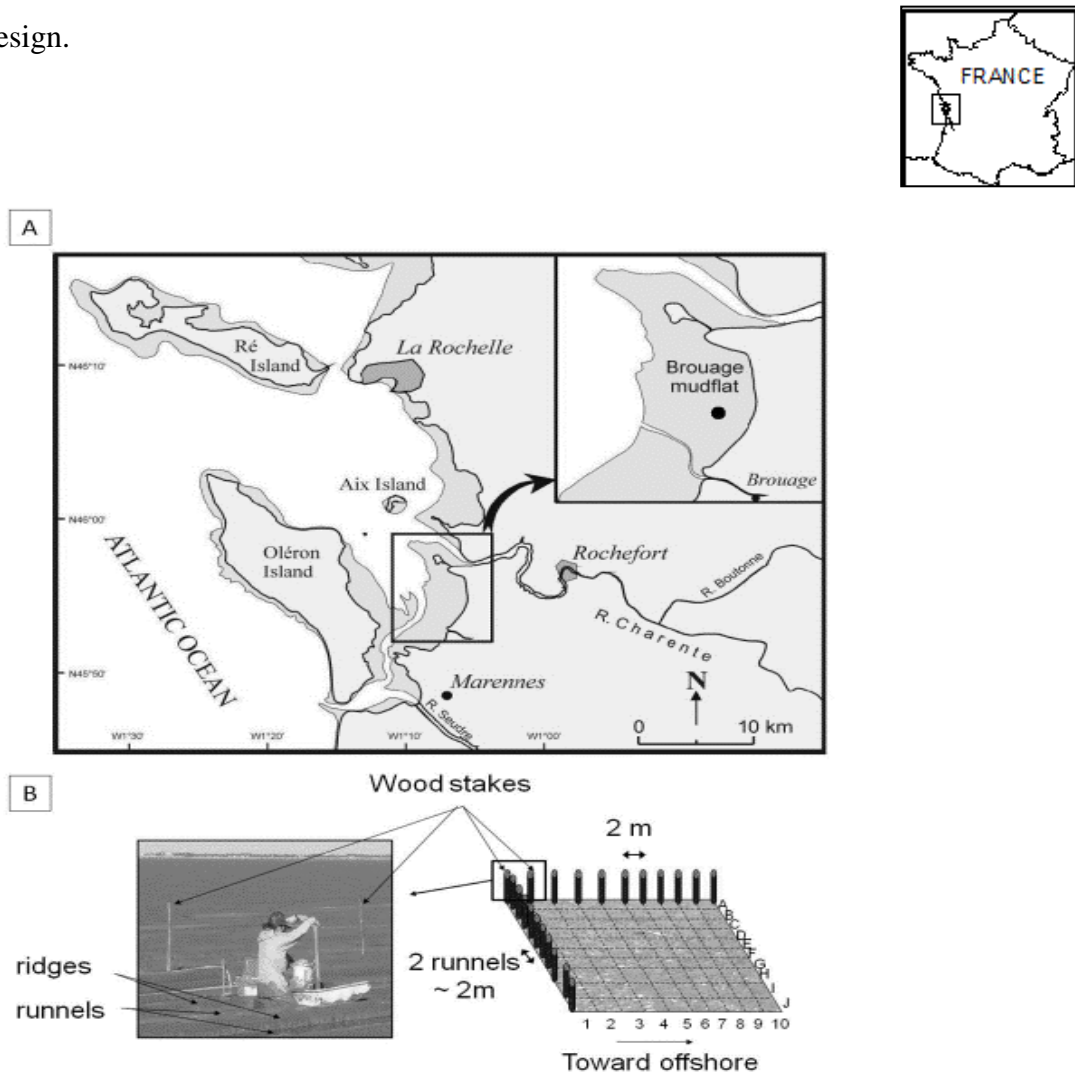 esign.
FRANCE
A
Ré
Island
La Rochelle
N46°10'
Brouage
mudflat
Brouage
Aix Island
N46°00'
Oléron
Island
Rochefort
R. Boutonne
ATLANTIC OCEAN
R. Charente
N45°50'
Marennes
R. Seudre
N
0 10 km
W1°30' W1°20' W1°10' W1°00'
B
Wood stakes
2 m
A
B
C
D
E
F
G
H
I
J
2 runnels
~ 2m
ridges
runnels
1 2 3 4 5 6 7 8 9 10
Toward offshore